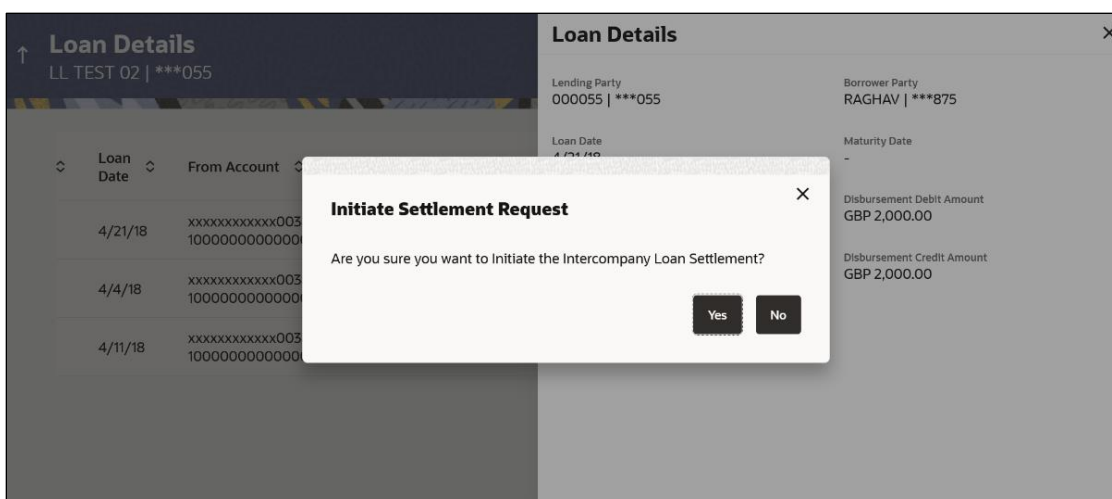 Loan Details
LL TEST 02 | ***055
Loan Date
From Account
4/21/18
xxxxxxxxxxxx003
4/4/18
xxxxxxxxxxxx003
4/11/18
xxxxxxxxxxxx003
Loan Details
Lending Party
000055 | ***055
Borrower Party
RAGHAV | ***875
Loan Date
4/21/18
Maturity Date
-
Disbursement Debit Amount
GBP 2,000.00
Disbursement Credit Amount
GBP 2,000.00
Initiate Settlement Request
Are you sure you want to Initiate the Intercompany Loan Settlement?
Yes
No